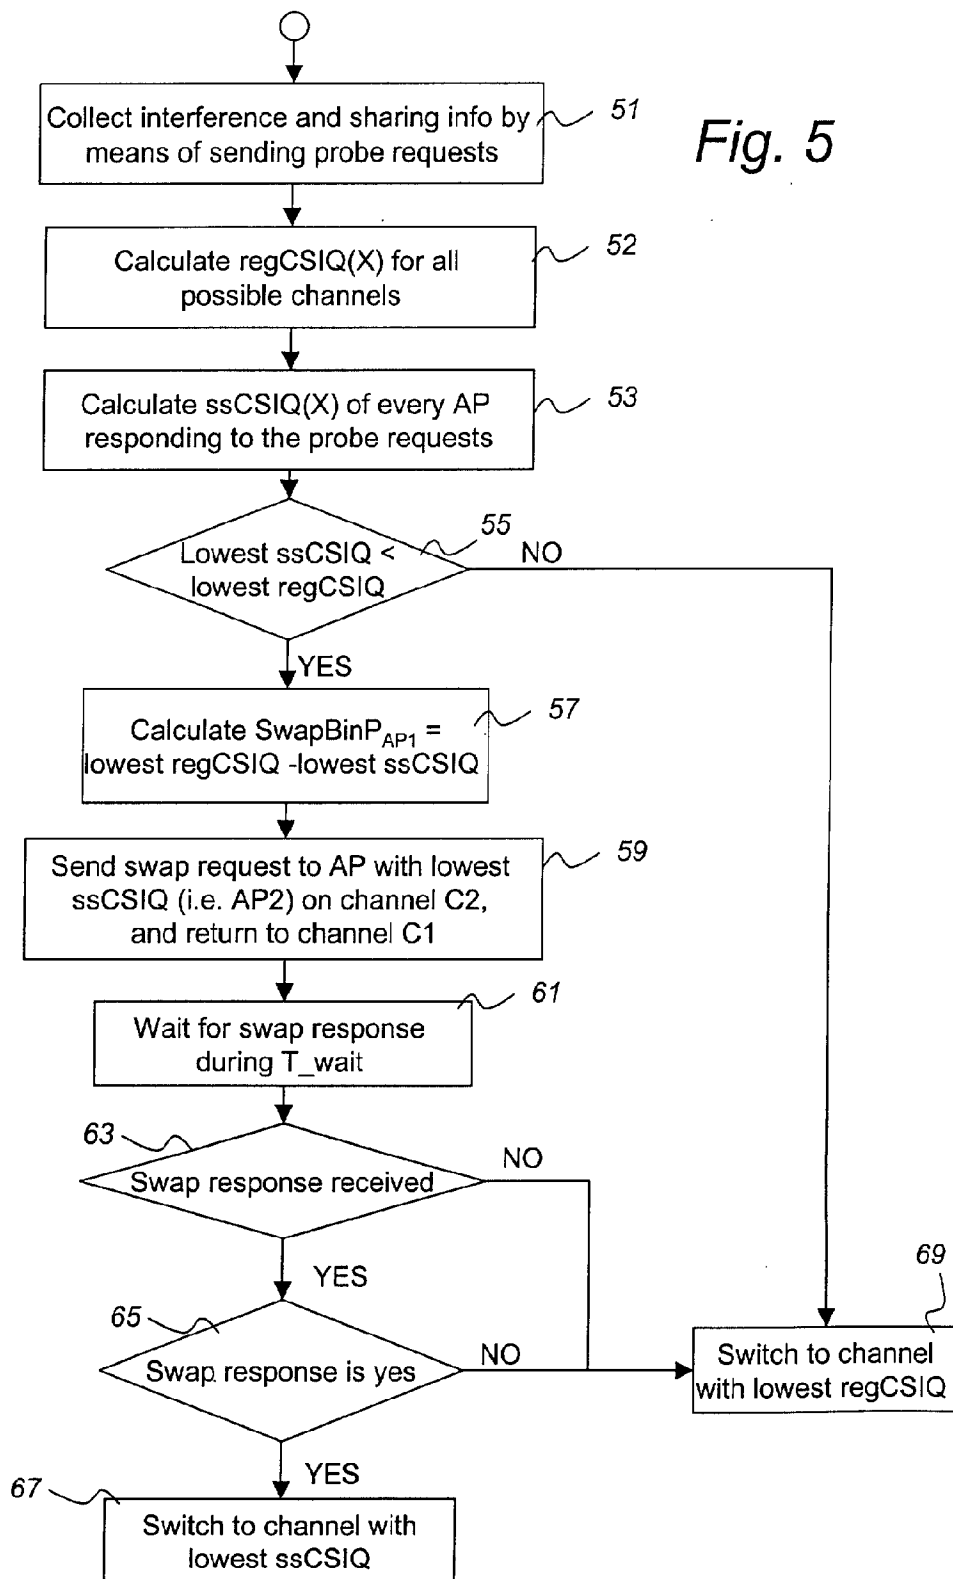 Fig. 5
Collect interference and sharing info by
means of sending probe requests
51
Calculate regCSIQ(X) for all
possible channels
52
Calculate ssCSIQ(X) of every AP
responding to the probe requests
53
Lowest ssCSIQ <
lowest regCSIQ
55
NO
YES
Calculate SwapBinP_AP1 =
lowest regCSIQ -lowest ssCSIQ
57
Send swap request to AP with lowest
ssCSIQ (i.e. AP2) on channel C2,
and return to channel C1
59
Wait for swap response
during T_wait
61
Swap response received
63
NO
YES
Swap response is yes
65
NO
YES
Switch to channel
with lowest regCSIQ
69
Switch to channel with
lowest ssCSIQ
67